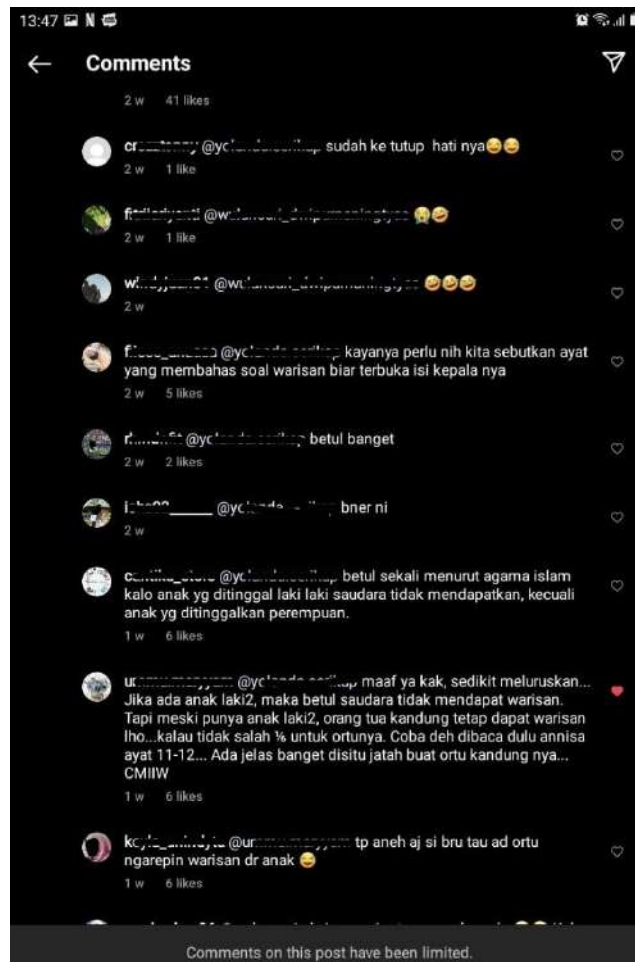 13:47
Comments
2 w 41 likes
sudah ke tutup hati nya😂😂
2 w 1 like
😭🤣
2 w 1 like
🤣🤣🤣
2 w
kayanya perlu nih kita sebutkan ayat
yang membahas soal warisan biar terbuka isi kepala nya
2 w 5 likes
betul banget
2 w 2 likes
bner ni
2 w
betul sekali menurut agama islam
kalo anak yg ditinggal laki laki saudara tidak mendapatkan, kecuali
anak yg ditinggalkan perempuan.
1 w 6 likes
maaf ya kak, sedikit meluruskan...
Jika ada anak laki2, maka betul saudara tidak mendapat warisan.
Tapi meski punya anak laki2, orang tua kandung tetap dapat warisan
lho...kalau tidak salah ⅙ untuk ortunya. Coba deh dibaca dulu annisa
ayat 11-12... Ada jelas banget disitu jatah buat ortu kandung nya...
CMIIW
1 w 6 likes
tp aneh aj si bru tau ad ortu
ngarepin warisan dr anak 😂
1 w 6 likes
Comments on this post have been limited.